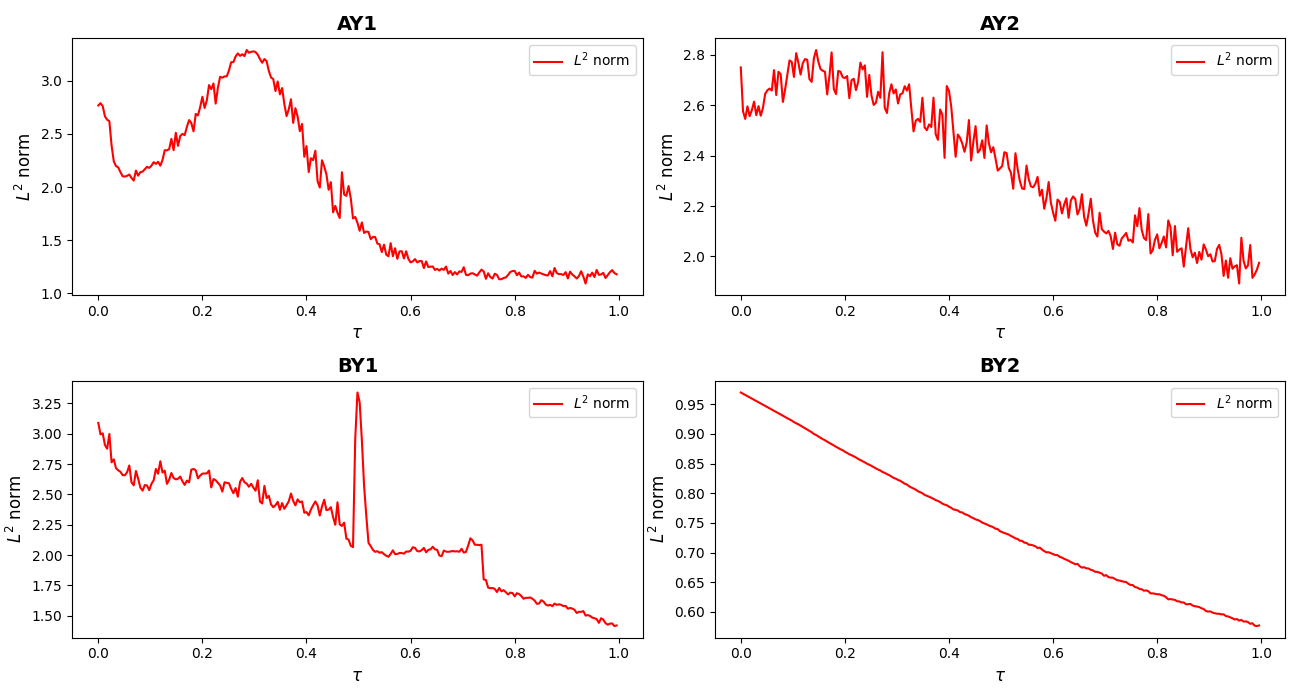 AY1
L² norm
3.0
2.5
2.0
1.5
1.0
L² norm
0.0 0.2 0.4 0.6 0.8 1.0
τ
AY2
L² norm
2.8
2.6
2.4
2.2
2.0
L² norm
0.0 0.2 0.4 0.6 0.8 1.0
τ
BY1
L² norm
3.25
3.00
2.75
2.50
2.25
2.00
1.75
1.50
L² norm
0.0 0.2 0.4 0.6 0.8 1.0
τ
BY2
L² norm
0.95
0.90
0.85
0.80
0.75
0.70
0.65
0.60
L² norm
0.0 0.2 0.4 0.6 0.8 1.0
τ